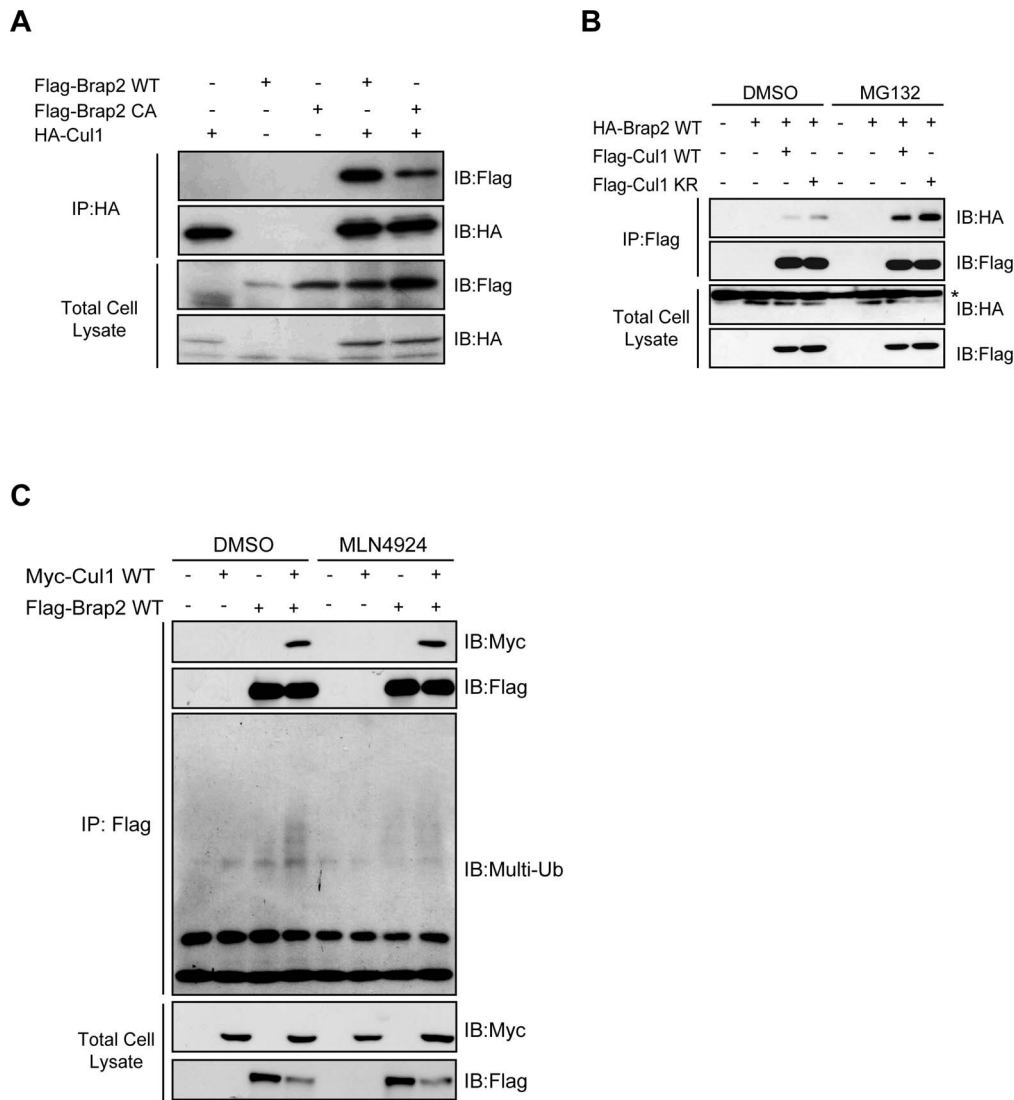 A
Flag-Brap2 WT - + - + -
Flag-Brap2 CA - - + - +
HA-Cul1 + - - + +
IP:HA
IB:Flag
IB:HA
Total Cell
Lysate
IB:Flag
IB:HA
B
DMSO MG132
HA-Brap2 WT - + + + - + + +
Flag-Cul1 WT - - + - - - + -
Flag-Cul1 KR - - - + - - - +
IP:Flag
IB:HA
IB:Flag
Total Cell
Lysate
*
IB:HA
IB:Flag
C
DMSO MLN4924
Myc-Cul1 WT - + - + - + - +
Flag-Brap2 WT - - + + - - + +
IP: Flag
IB:Myc
IB:Flag
IB:Multi-Ub
Total Cell
Lysate
IB:Myc
IB:Flag